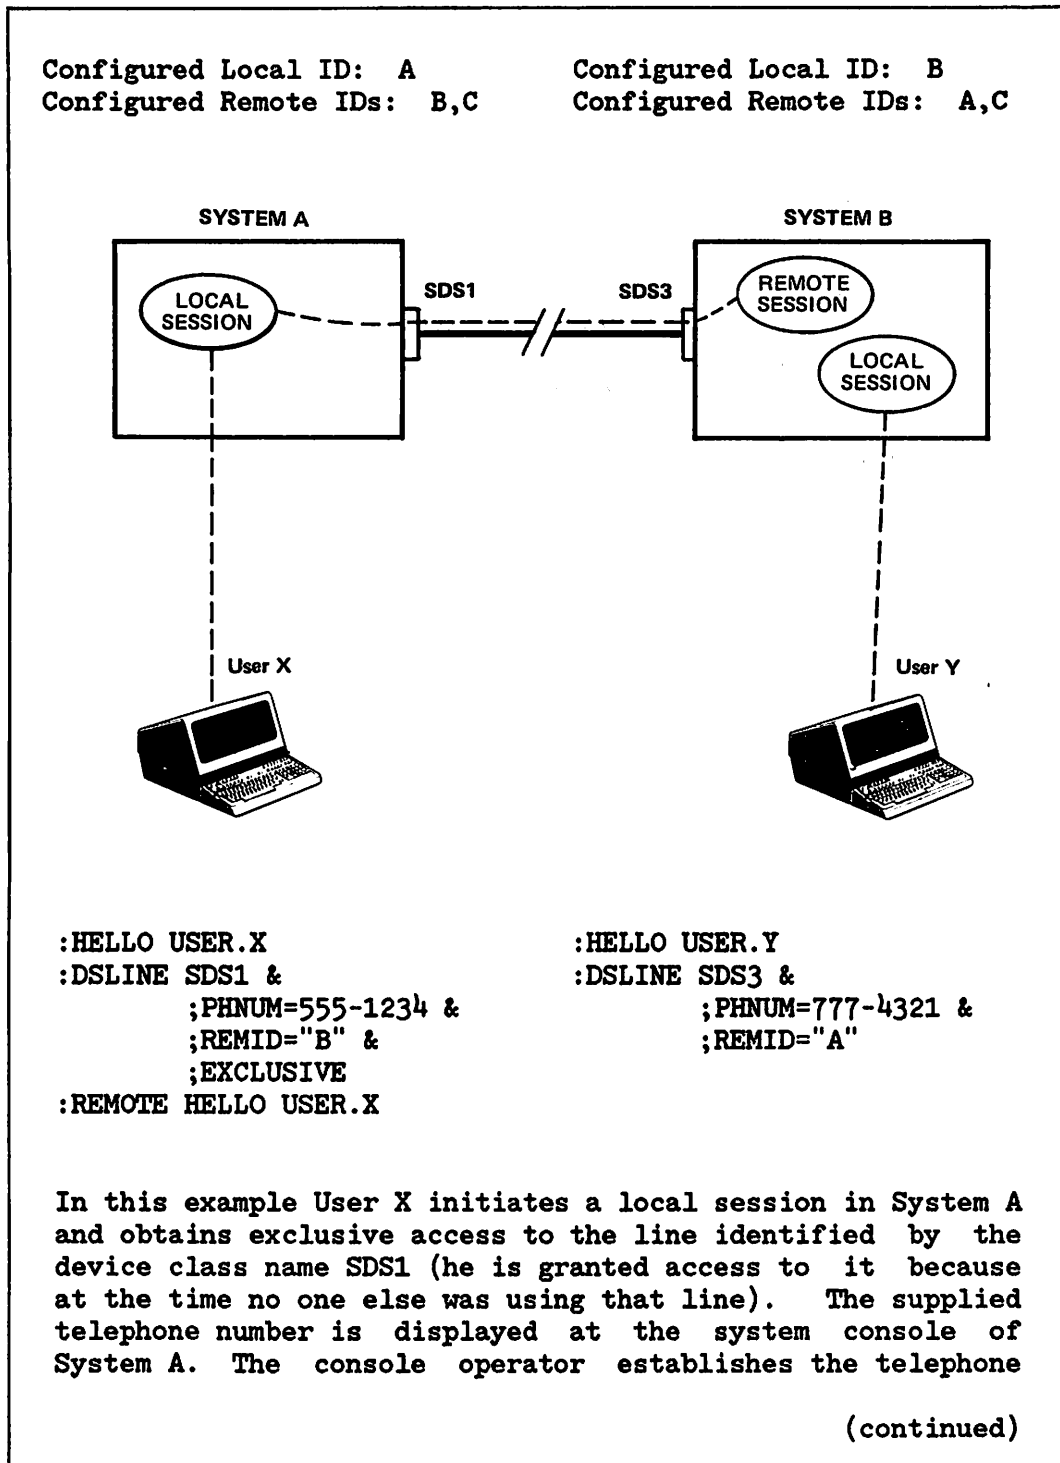 Configured Local ID:  A
Configured Remote IDs:  B,C
Configured Local ID:  B
Configured Remote IDs:  A,C
SYSTEM A
SYSTEM B
LOCAL
SESSION
SDS1
SDS3
REMOTE
SESSION
LOCAL
SESSION
User X
User Y
:HELLO USER.X
:DSLINE SDS1 &
;PHNUM=555-1234 &
;REMID="B" &
;EXCLUSIVE
:REMOTE HELLO USER.X
:HELLO USER.Y
:DSLINE SDS3 &
;PHNUM=777-4321 &
;REMID="A"
In this example User X initiates a local session in System A
and obtains exclusive access to the line identified by the
device class name SDS1 (he is granted access to it because
at the time no one else was using that line). The supplied
telephone number is displayed at the system console of
System A. The console operator establishes the telephone
(continued)